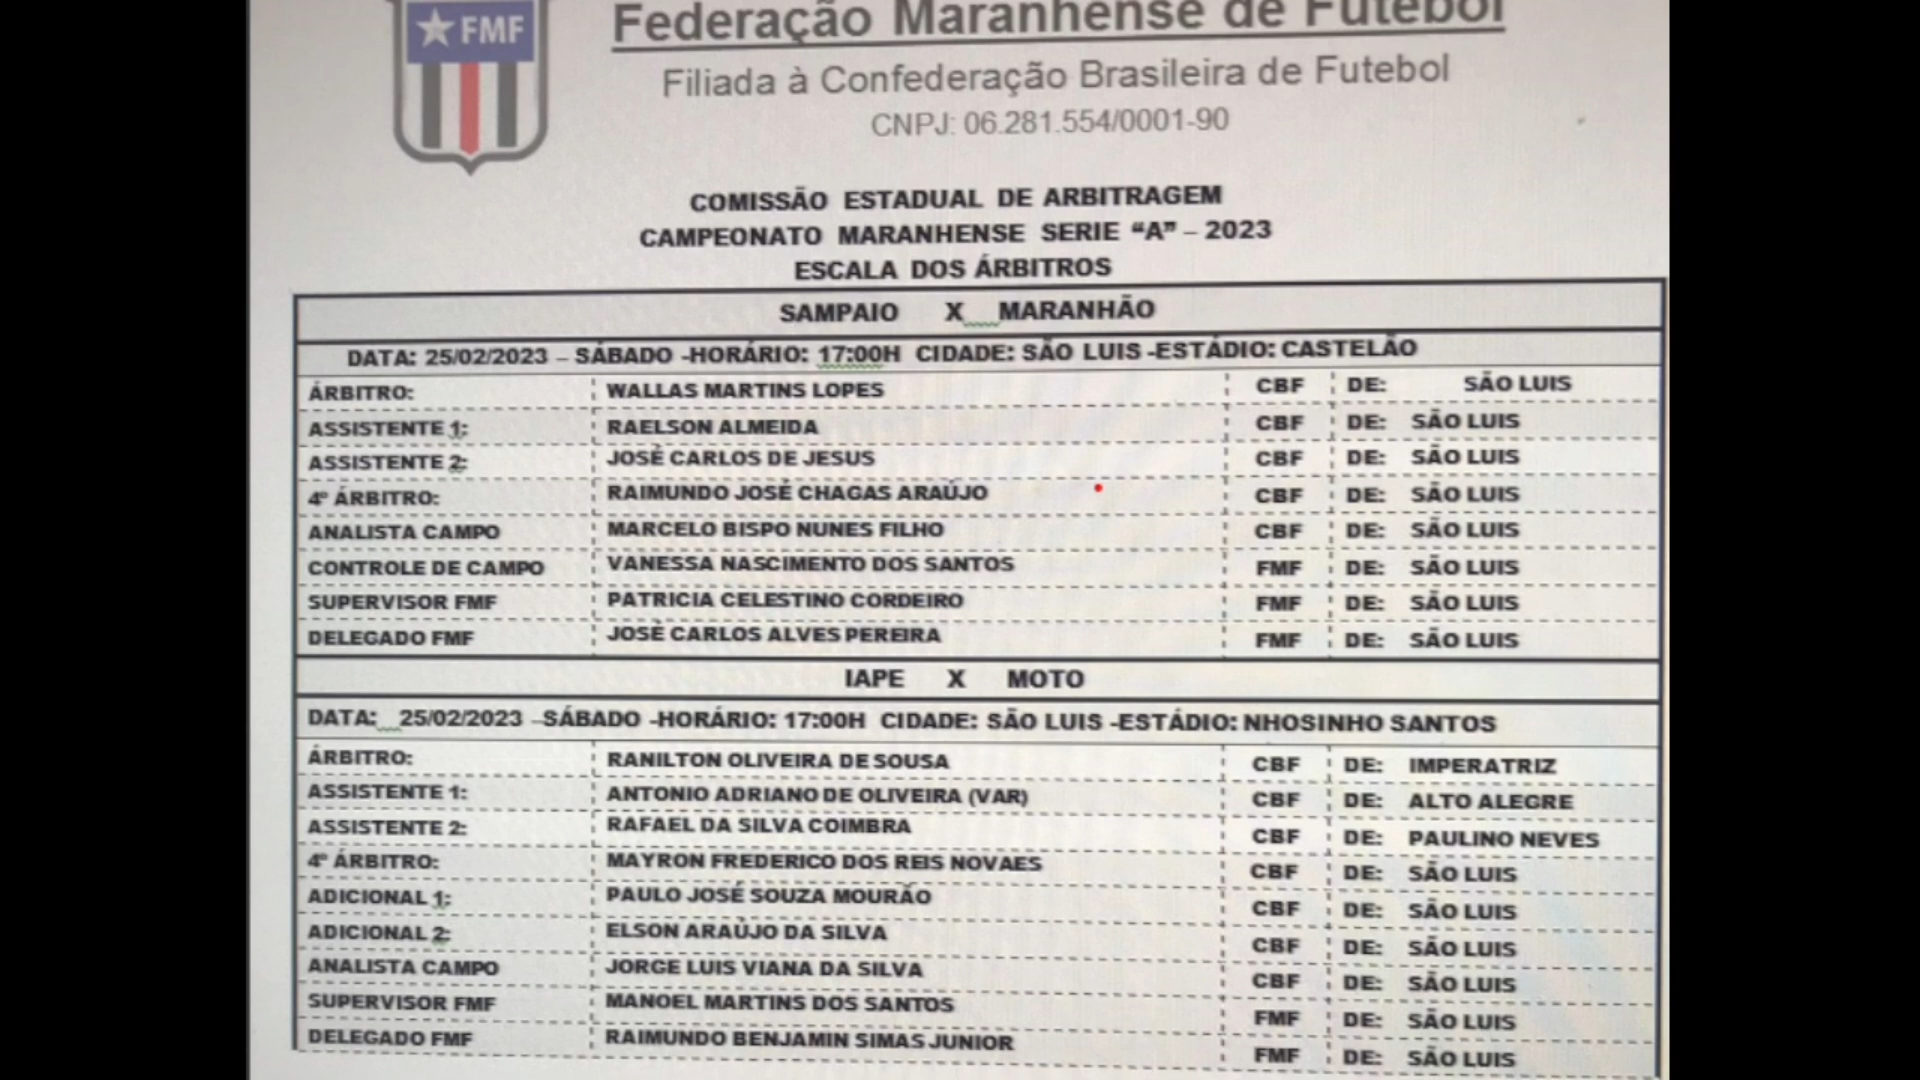 FMF
Federação Maranhense de Futebol
Filiada à Confederação Brasileira de Futebol
CNPJ: 06.281.554/0001-90
COMISSÃO ESTADUAL DE ARBITRAGEM
CAMPEONATO MARANHENSE SERIE “A” – 2023
ESCALA DOS ÁRBITROS
SAMPAIO X MARANHÃO
DATA: 25/02/2023 – SÁBADO -HORÁRIO: 17:00H CIDADE: SÃO LUIS -ESTÁDIO: CASTELÃO
ÁRBITRO: WALLAS MARTINS LOPES CBF DE: SÃO LUIS
ASSISTENTE 1: RAELSON ALMEIDA CBF DE: SÃO LUIS
ASSISTENTE 2: JOSÉ CARLOS DE JESUS CBF DE: SÃO LUIS
4º ÁRBITRO: RAIMUNDO JOSÉ CHAGAS ARAÚJO CBF DE: SÃO LUIS
ANALISTA CAMPO MARCELO BISPO NUNES FILHO CBF DE: SÃO LUIS
CONTROLE DE CAMPO VANESSA NASCIMENTO DOS SANTOS FMF DE: SÃO LUIS
SUPERVISOR FMF PATRICIA CELESTINO CORDEIRO FMF DE: SÃO LUIS
DELEGADO FMF JOSÉ CARLOS ALVES PEREIRA FMF DE: SÃO LUIS
IAPE X MOTO
DATA: 25/02/2023 –SÁBADO -HORÁRIO: 17:00H CIDADE: SÃO LUIS -ESTÁDIO: NHOSINHO SANTOS
ÁRBITRO: RANILTON OLIVEIRA DE SOUSA CBF DE: IMPERATRIZ
ASSISTENTE 1: ANTONIO ADRIANO DE OLIVEIRA (VAR) CBF DE: ALTO ALEGRE
ASSISTENTE 2: RAFAEL DA SILVA COIMBRA CBF DE: PAULINO NEVES
4º ÁRBITRO: MAYRON FREDERICO DOS REIS NOVAES CBF DE: SÃO LUIS
ADICIONAL 1: PAULO JOSÉ SOUZA MOURÃO CBF DE: SÃO LUIS
ADICIONAL 2: ELSON ARAÚJO DA SILVA CBF DE: SÃO LUIS
ANALISTA CAMPO JORGE LUIS VIANA DA SILVA CBF DE: SÃO LUIS
SUPERVISOR FMF MANOEL MARTINS DOS SANTOS FMF DE: SÃO LUIS
DELEGADO FMF RAIMUNDO BENJAMIN SIMAS JUNIOR FMF DE: SÃO LUIS